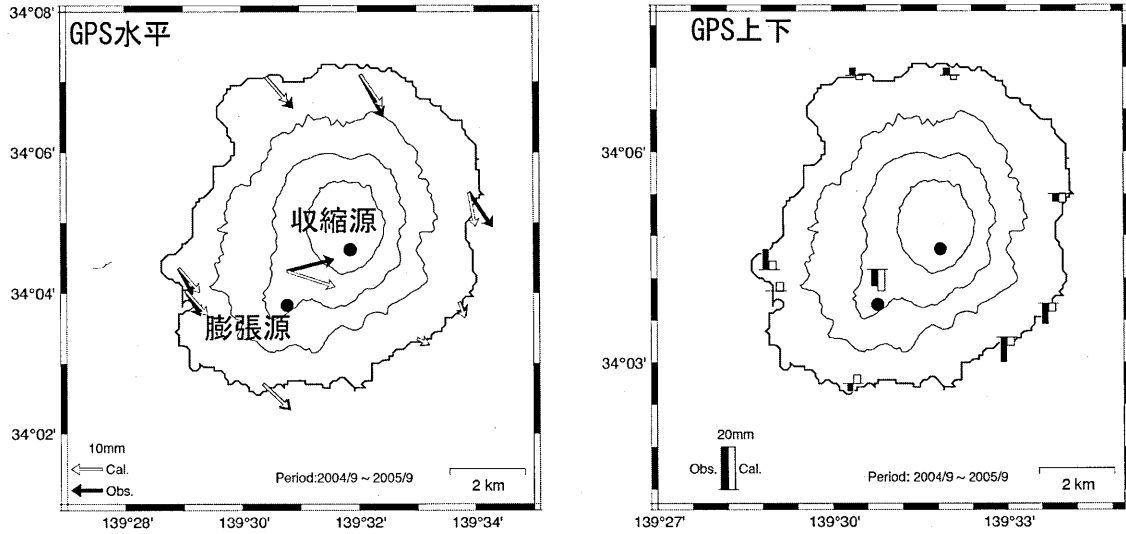 GPS水平
34°08'
34°06'
34°04'
34°02'
収縮源
膨張源
10mm
Cal.
Obs.
Period:2004/9～2005/9
2 km
139°28'
139°30'
139°32'
139°34'
GPS上下
34°06'
34°03'
20mm
Obs.
Cal.
Period: 2004/9～2005/9
2 km
139°27'
139°30'
139°33'